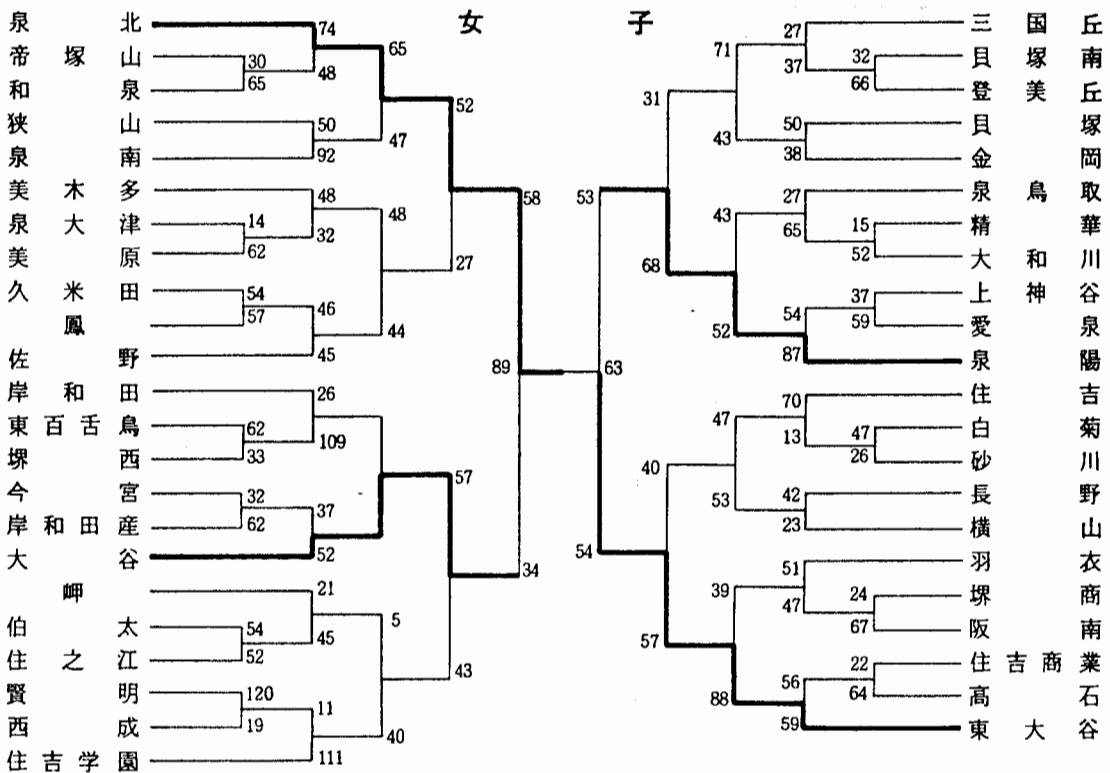 女子
泉北
帝塚山
和泉
狭山
泉南
美木多
泉大津
美原
久米田
鳳
佐野
岸和田
東百舌鳥
堺西
今宮
岸和田産
大谷
岬
伯太
住之江
賢明
西成
住吉学園
30
65
14
62
54
57
62
33
32
62
54
52
120
19
74
48
50
92
48
32
46
45
26
109
37
52
21
45
11
111
65
47
48
44
5
40
52
27
57
43
58
34
89
63
53
54
31
68
40
57
71
43
43
52
47
53
39
88
27
37
50
38
27
65
54
87
70
13
42
23
51
47
56
59
32
66
15
52
37
59
47
26
24
67
22
64
三国丘
貝塚南
登美丘
貝塚
金岡
泉鳥取
精華
大和川
上神谷
愛泉
泉陽
住吉
白菊
砂川
長野
横山
羽衣
堺商
阪南
住吉商業
高石
東大谷